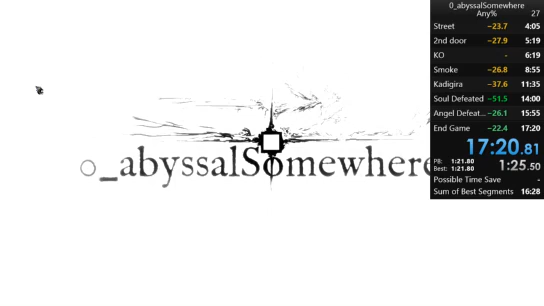 o_abyssalSomewhere
0_abyssalSomewhere
Any% 27
Street -23.7 4:05
2nd door -27.9 5:19
KO - 6:19
Smoke -26.8 8:55
Kadigira -37.6 11:35
Soul Defeated -51.5 14:00
Angel Defeat... -26.1 15:55
End Game -22.4 17:20
17:20.81
PB: 1:21.80
Best: 1:21.80
1:25.50
Possible Time Save -
Sum of Best Segments 16:28